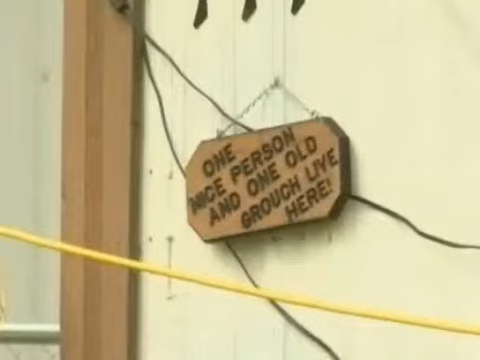 ONE
NICE PERSON
AND ONE OLD
GROUCH LIVE
HERE!